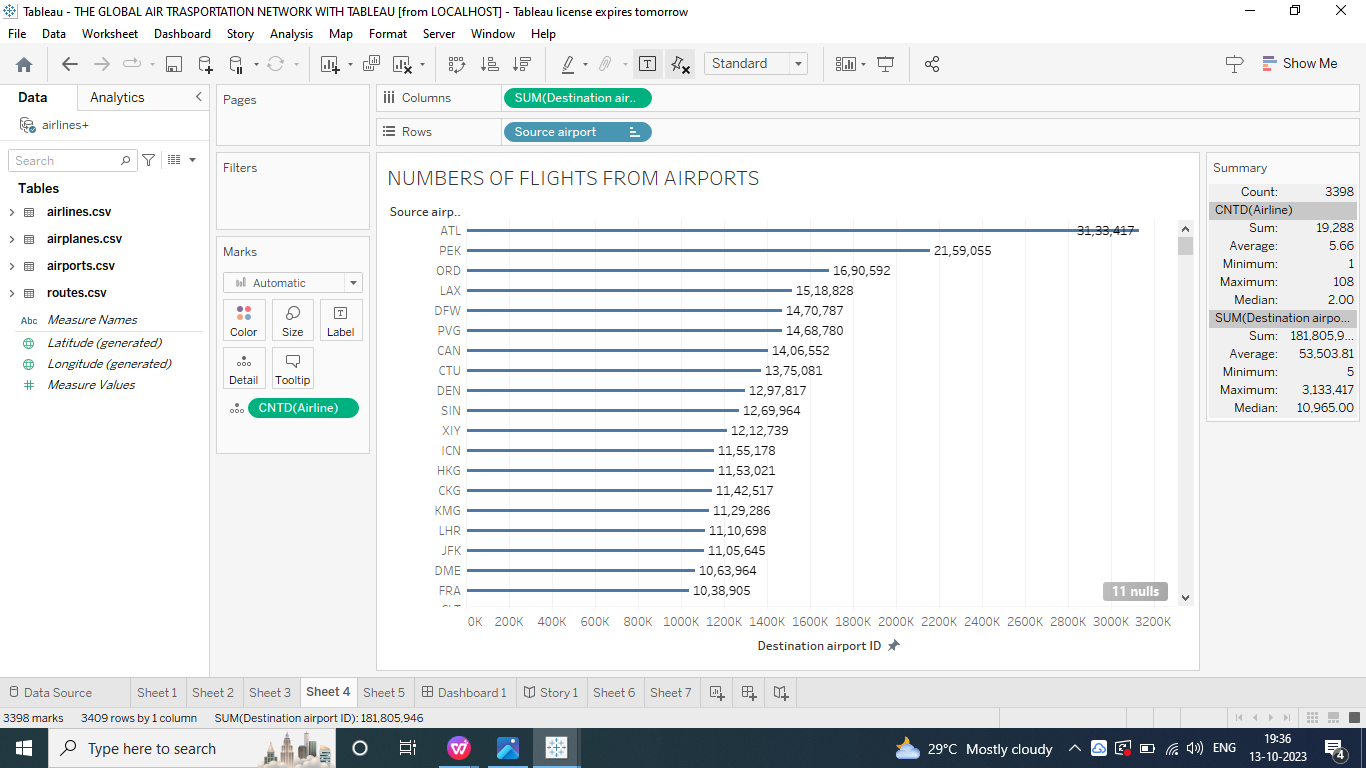 Tableau - THE GLOBAL AIR TRASPORTATION NETWORK WITH TABLEAU [from LOCALHOST] - Tableau license expires tomorrow
File Data Worksheet Dashboard Story Analysis Map Format Server Window Help
Standard
Show Me
Data Analytics
airlines+
Search
Tables
airlines.csv
airplanes.csv
airports.csv
routes.csv
Abc Measure Names
Latitude (generated)
Longitude (generated)
Measure Values
Pages
Filters
Marks
Automatic
Color Size Label
Detail Tooltip
CNTD(Airline)
Columns SUM(Destination air..
Rows Source airport
NUMBERS OF FLIGHTS FROM AIRPORTS
Source airp..
ATL 31,33,417
PEK 21,59,055
ORD 16,90,592
LAX 15,18,828
DFW 14,70,787
PVG 14,68,780
CAN 14,06,552
CTU 13,75,081
DEN 12,97,817
SIN 12,69,964
XIY 12,12,739
ICN 11,55,178
HKG 11,53,021
CKG 11,42,517
KMG 11,29,286
LHR 11,10,698
JFK 11,05,645
DME 10,63,964
FRA 10,38,905
11 nulls
0K 200K 400K 600K 800K 1000K 1200K 1400K 1600K 1800K 2000K 2200K 2400K 2600K 2800K 3000K 3200K
Destination airport ID
Summary
Count: 3398
CNTD(Airline)
Sum: 19,288
Average: 5.66
Minimum: 1
Maximum: 108
Median: 2.00
SUM(Destination airpo...
Sum: 181,805,9...
Average: 53,503.81
Minimum: 5
Maximum: 3,133,417
Median: 10,965.00
Data Source Sheet 1 Sheet 2 Sheet 3 Sheet 4 Sheet 5 Dashboard 1 Story 1 Sheet 6 Sheet 7
3398 marks 3409 rows by 1 column SUM(Destination airport ID): 181,805,946
Type here to search
29°C Mostly cloudy
ENG
19:36
13-10-2023
4